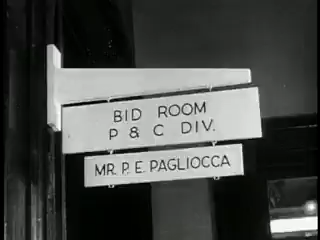 BID ROOM
P & C DIV.
MR. P. E. PAGLIOCCA